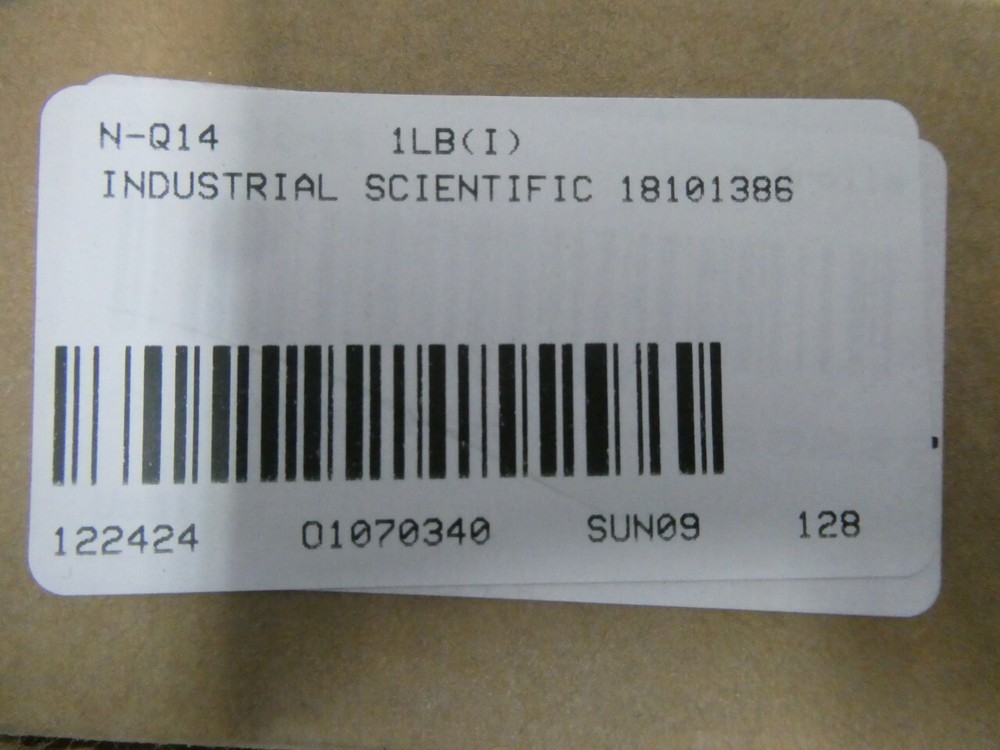 N-Q14 1LB(I)
INDUSTRIAL SCIENTIFIC 18101386
122424 01070340 SUN09 128